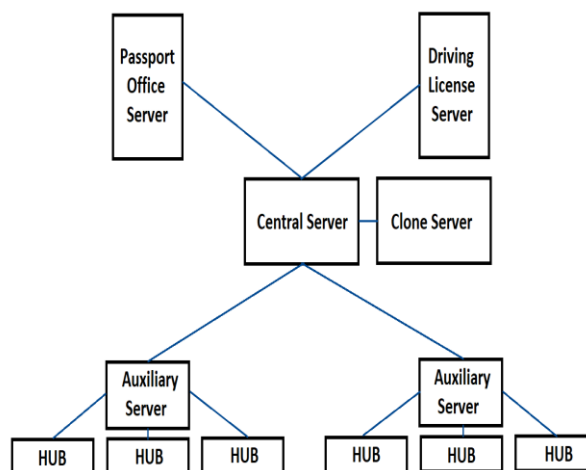 Passport
Office
Server
Driving
License
Server
Central Server
Clone Server
Auxiliary
Server
Auxiliary
Server
HUB
HUB
HUB
HUB
HUB
HUB